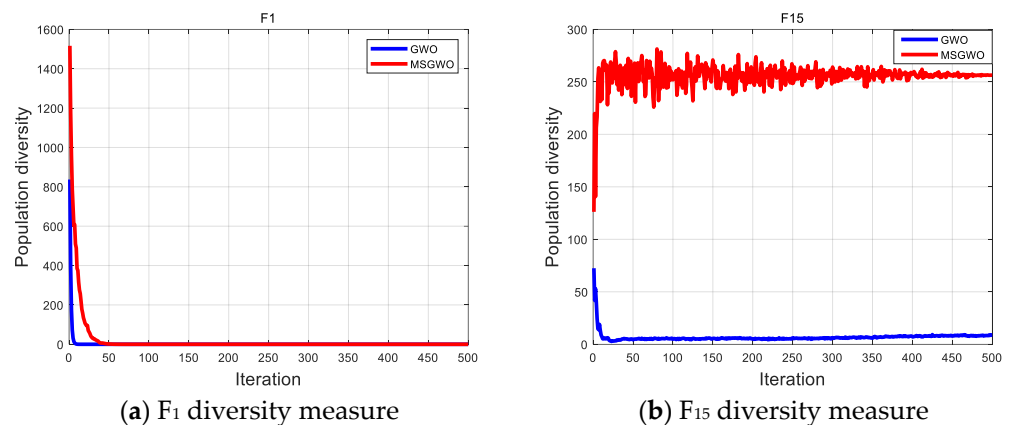 F1
1600
1400
1200
1000
800
600
400
200
0
Population diversity
0 50 100 150 200 250 300 350 400 450 500
Iteration
GWO
MSGWO
(a) F1 diversity measure
F15
300
250
200
150
100
50
0
Population diversity
0 50 100 150 200 250 300 350 400 450 500
Iteration
GWO
MSGWO
(b) F15 diversity measure